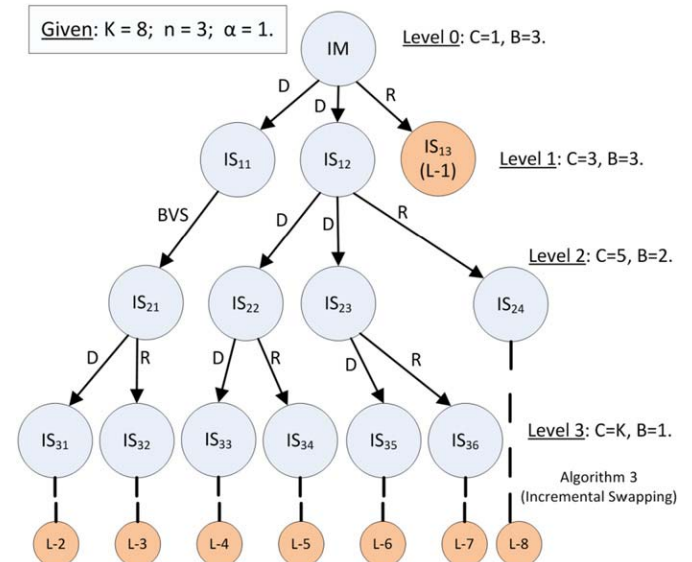 Given: K = 8; n = 3; α = 1.
IM
Level 0: C=1, B=3.
D
D
R
IS11
IS12
IS13
(L-1)
Level 1: C=3, B=3.
BVS
D
D
R
Level 2: C=5, B=2.
IS21
IS22
IS23
IS24
D
R
D
R
D
R
IS31
IS32
IS33
IS34
IS35
IS36
Level 3: C=K, B=1.
Algorithm 3
(Incremental Swapping)
L-2
L-3
L-4
L-5
L-6
L-7
L-8